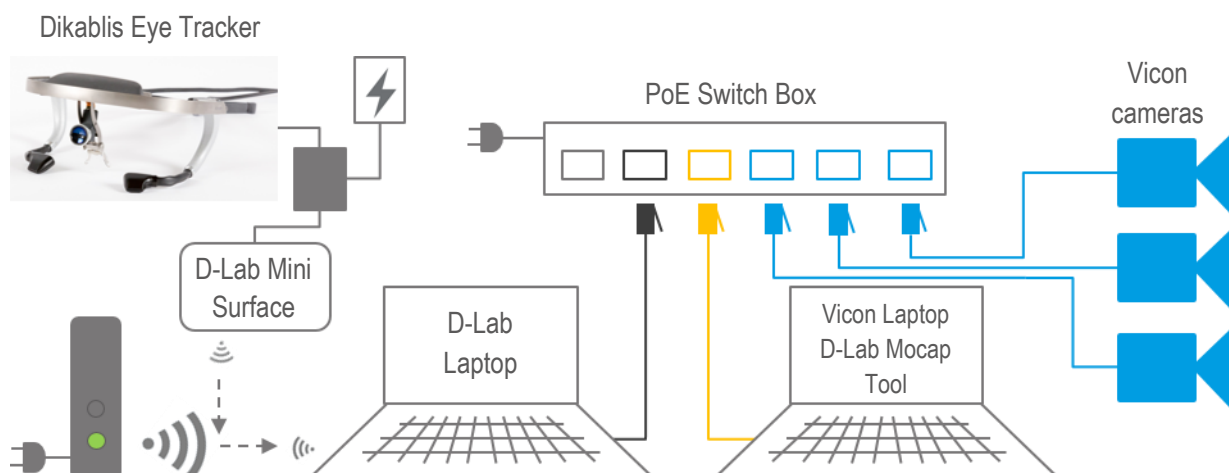 Dikablis Eye Tracker
PoE Switch Box
Vicon
cameras
D-Lab Mini
Surface
D-Lab
Laptop
Vicon Laptop
D-Lab Mocap
Tool